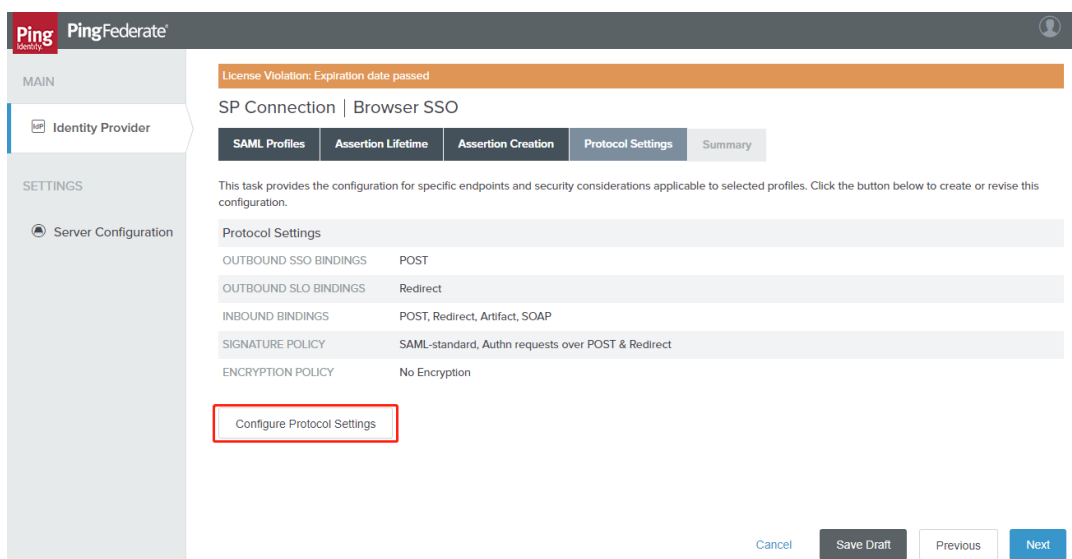 Ping
Identity
PingFederate®
MAIN
IdP Identity Provider
SETTINGS
Server Configuration
License Violation: Expiration date passed
SP Connection | Browser SSO
SAML Profiles Assertion Lifetime Assertion Creation Protocol Settings Summary
This task provides the configuration for specific endpoints and security considerations applicable to selected profiles. Click the button below to create or revise this
configuration.
Protocol Settings
OUTBOUND SSO BINDINGS POST
OUTBOUND SLO BINDINGS Redirect
INBOUND BINDINGS POST, Redirect, Artifact, SOAP
SIGNATURE POLICY SAML-standard, Authn requests over POST & Redirect
ENCRYPTION POLICY No Encryption
Configure Protocol Settings
Cancel Save Draft Previous Next